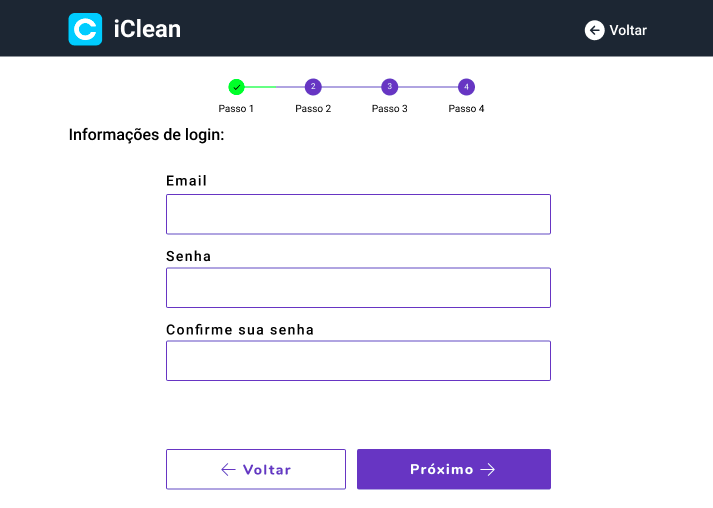 C iClean
Voltar
2 3 4
Passo 1 Passo 2 Passo 3 Passo 4
Informações de login:
Email
Senha
Confirme sua senha
Voltar Próximo